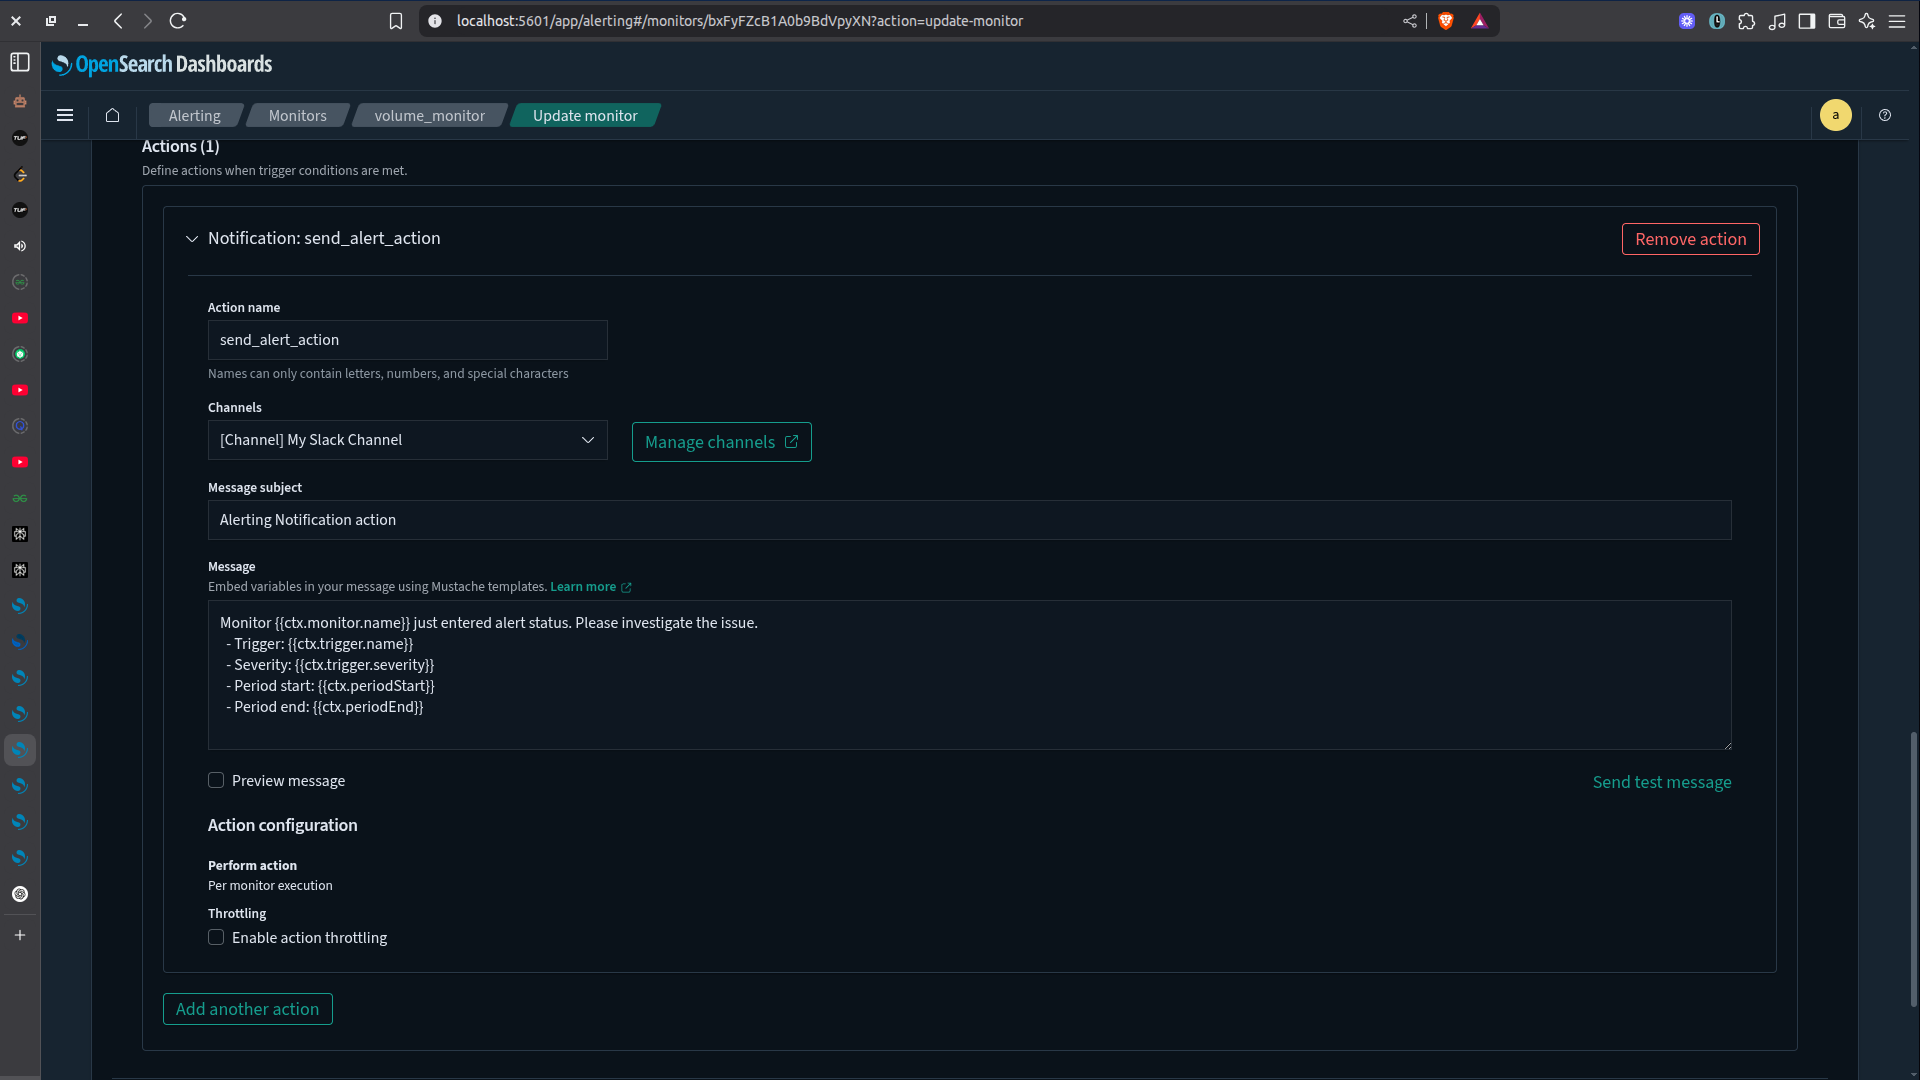 localhost:5601/app/alerting#/monitors/bxFyFZcB1A0b9BdVpyXN?action=update-monitor
OpenSearch Dashboards
Alerting
Monitors
volume_monitor
Update monitor
a
Actions (1)
Define actions when trigger conditions are met.
Notification: send_alert_action
Remove action
Action name
send_alert_action
Names can only contain letters, numbers, and special characters
Channels
[Channel] My Slack Channel
Manage channels
Message subject
Alerting Notification action
Message
Embed variables in your message using Mustache templates. Learn more
Monitor {{ctx.monitor.name}} just entered alert status. Please investigate the issue.
- Trigger: {{ctx.trigger.name}}
- Severity: {{ctx.trigger.severity}}
- Period start: {{ctx.periodStart}}
- Period end: {{ctx.periodEnd}}
Preview message
Send test message
Action configuration
Perform action
Per monitor execution
Throttling
Enable action throttling
Add another action